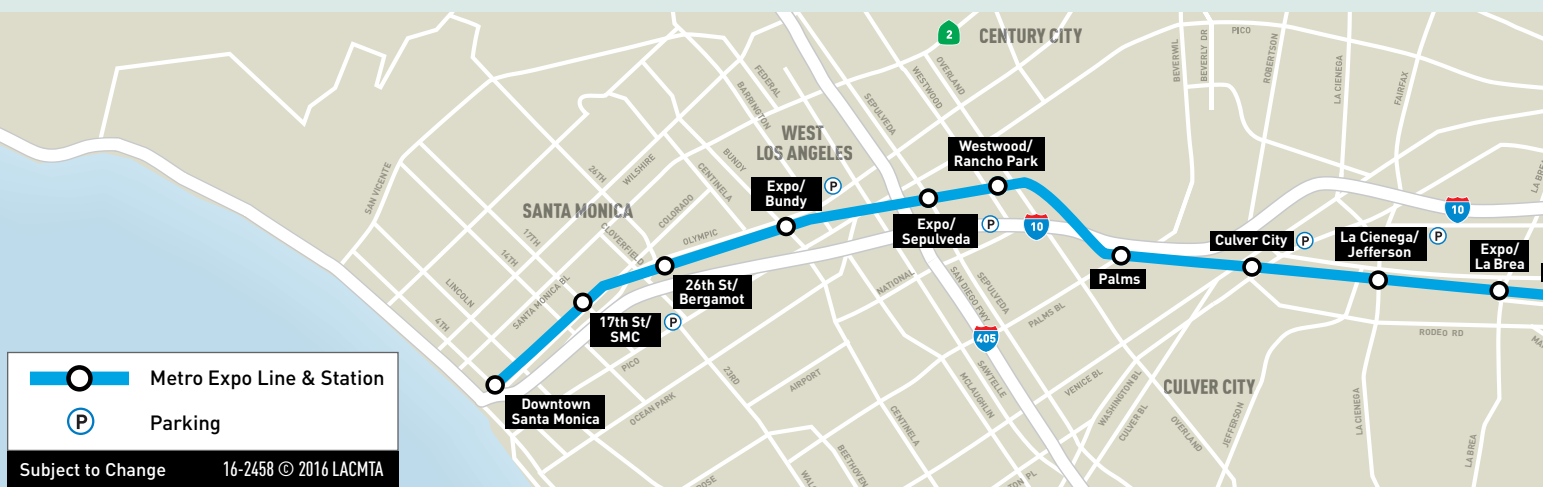 2
CENTURY CITY
PICO
BEVERWIL
BEVERLY DR
ROBERTSON
LA CIENEGA
FAIRFAX
OVERLAND
WESTWOOD
SEPULVEDA
FEDERAL
BARRINGTON
WEST
LOS ANGELES
BUNDY
CENTINELA
Westwood/
Rancho Park
SAN VICENTE
26TH
WILSHIRE
COLORADO
SANTA MONICA
CLOVERFIELD
OLYMPIC
17TH
14TH
LINCOLN
4TH
SANTA MONICA BL
Expo/
Bundy
P
Expo/
Sepulveda
P
10
10
LA BREA
Palms
Culver City
P
La Cienega/
Jefferson
P
Expo/
La Brea
26th St/
Bergamot
17th St/
SMC
P
Downtown
Santa Monica
NATIONAL
SAN DIEGO FWY
SEPULVEDA
PALMS BL
405
RODEO RD
PICO
OCEAN PARK
23RD
AIRPORT
CENTINELA
SAWTELLE
MCLAUGHLIN
VENICE BL
WASHINGTON BL
CULVER BL
CULVER CITY
OVERLAND
JEFFERSON
LA CIENEGA
LA BREA
BEETHOVEN
Metro Expo Line & Station
P
Parking
Subject to Change
16-2458 © 2016 LACMTA